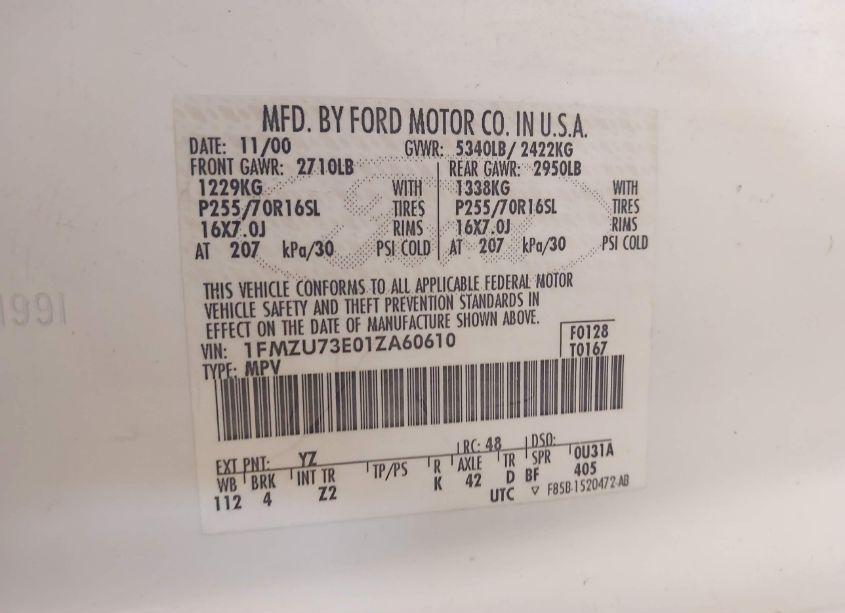 MFD. BY FORD MOTOR CO. IN U.S.A.
DATE: 11/00 GVWR: 5340LB/ 2422KG
FRONT GAWR: 2710LB REAR GAWR: 2950LB
1229KG WITH 1338KG WITH
P255/70R16SL TIRES P255/70R16SL TIRES
16X7.0J RIMS 16X7.0J RIMS
AT 207 kPa/30 PSI COLD AT 207 kPa/30 PSI COLD
THIS VEHICLE CONFORMS TO ALL APPLICABLE FEDERAL MOTOR
VEHICLE SAFETY AND THEFT PREVENTION STANDARDS IN
EFFECT ON THE DATE OF MANUFACTURE SHOWN ABOVE.
VIN: 1FMZU73E01ZA60610 F0128
TYPE: MPV T0167
EXT PNT: YZ RC: 48 DSO:
WB BRK INT TR TP/PS R AXLE TR SPR 0U31A
112 4 Z2 K 42 D BF 405
UTC ▽ F85B-1520472-AB
1991